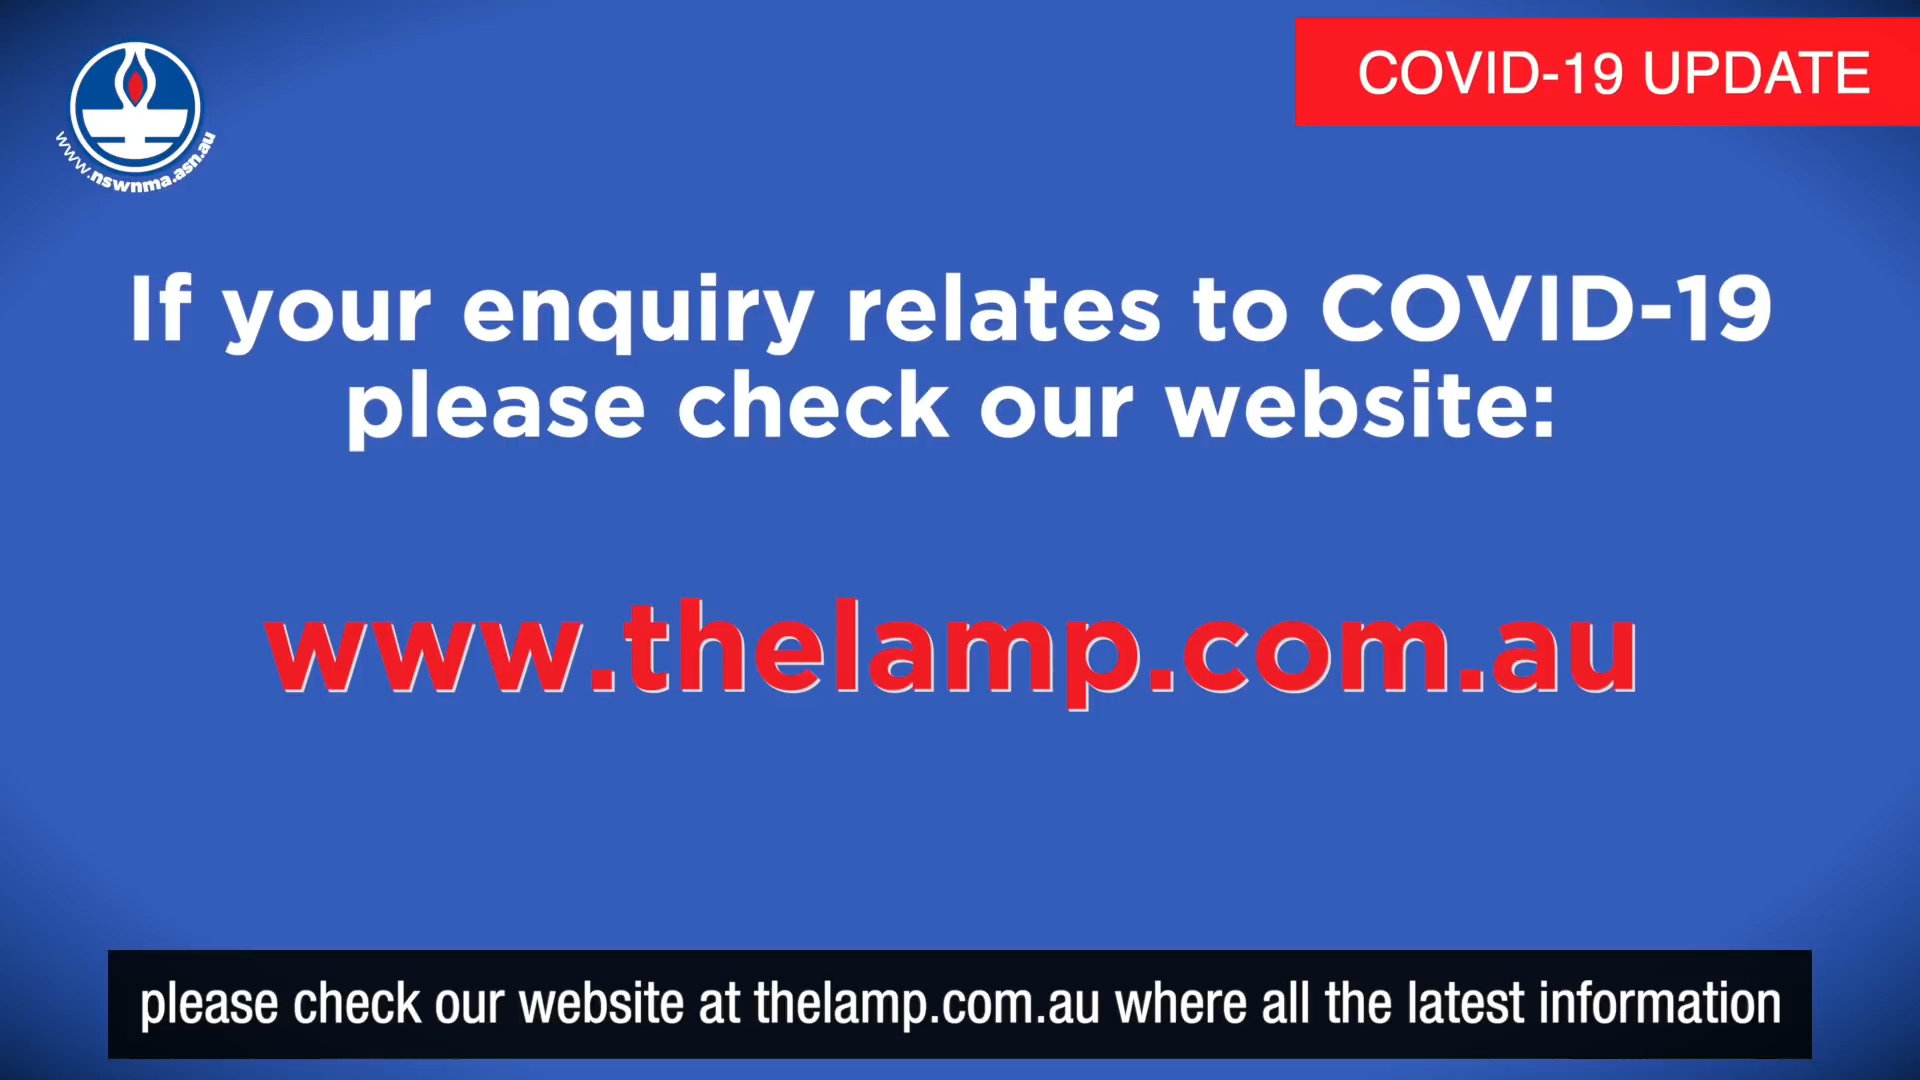 COVID-19 UPDATE
www.nswnma.asn.au
If your enquiry relates to COVID-19
please check our website:
www.thelamp.com.au
please check our website at thelamp.com.au where all the latest information